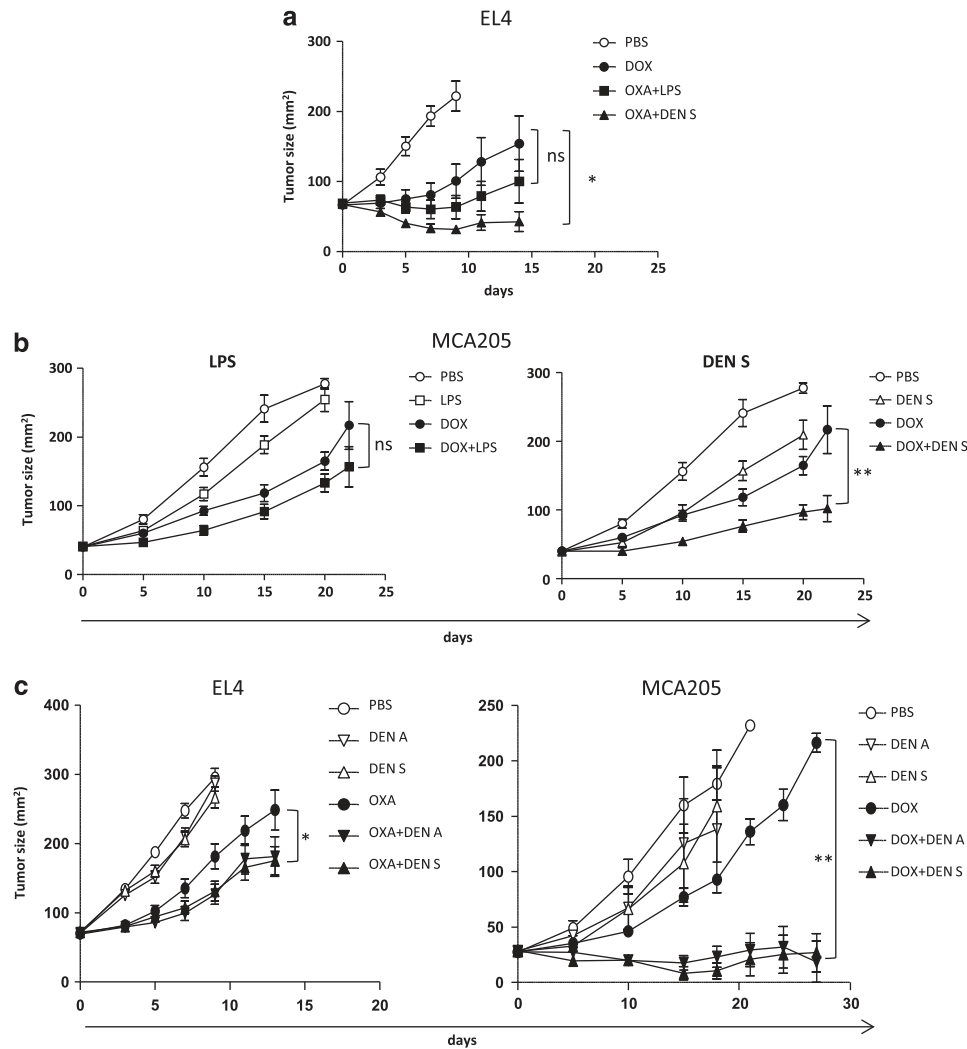 a
EL4
Tumor size (mm²)
300
200
100
0
0 5 10 15 20 25
days
PBS
DOX
OXA+LPS
OXA+DEN S
ns
*
b
MCA205
LPS
Tumor size (mm²)
300
200
100
0
0 5 10 15 20 25
PBS
LPS
DOX
DOX+LPS
ns
DEN S
300
200
100
0
0 5 10 15 20 25
PBS
DEN S
DOX
DOX+DEN S
**
days
c
EL4
Tumor size (mm²)
400
300
200
100
0
0 5 10 15 20
PBS
DEN A
DEN S
OXA
OXA+DEN A
OXA+DEN S
*
MCA205
250
200
150
100
50
0
0 10 20 30
PBS
DEN A
DEN S
DOX
DOX+DEN A
DOX+DEN S
**
days